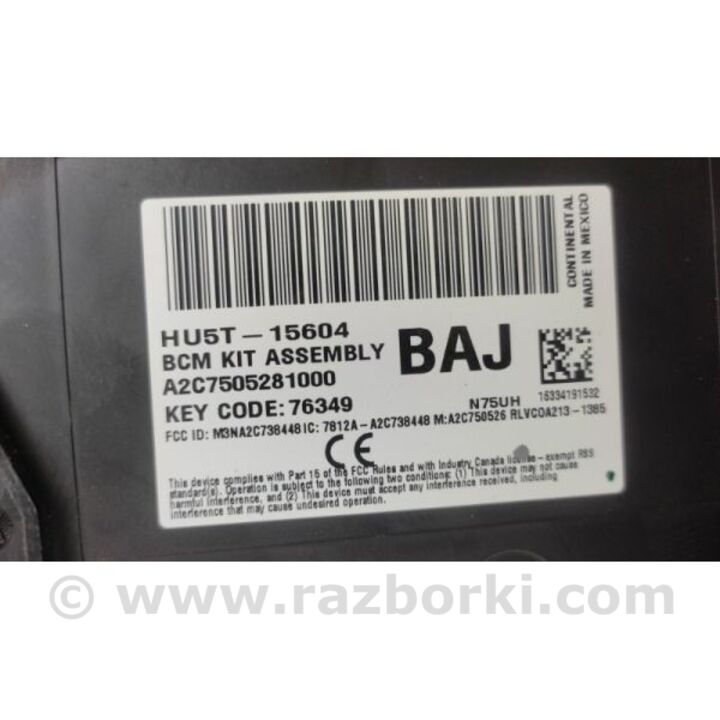 CONTINENTAL
MADE IN MEXICO
HU5T-15604
BCM KIT ASSEMBLY
BAJ
A2C7505281000
KEY CODE: 76349
N75UH
15334191532
FCC ID: M3NA2C738448 IC: 7812A-A2C738448 M:A2C750526 RLVCOA213-1385
CE
This device complies with Part 15 of the FCC Rules and with Industry Canada license - exempt RSS
standard(s). Operation is subject to the following two conditions: (1) This device may not cause
harmful interference, and (2) This device must accept any interference received, including
interference that may cause undesired operation.
© www.razborki.com